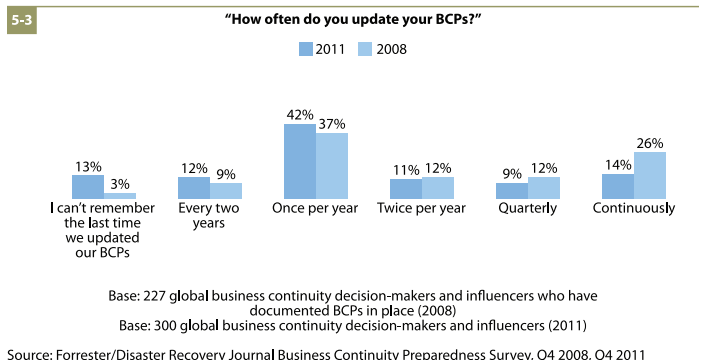 5-3
“How often do you update your BCPs?”
2011 2008
13% 3%
12% 9%
42% 37%
11% 12%
9% 12%
14% 26%
I can’t remember
the last time
we updated
our BCPs
Every two
years
Once per year
Twice per year
Quarterly
Continuously
Base: 227 global business continuity decision-makers and influencers who have
documented BCPs in place (2008)
Base: 300 global business continuity decision-makers and influencers (2011)
Source: Forrester/Disaster Recovery Journal Business Continuity Preparedness Survey, Q4 2008, Q4 2011